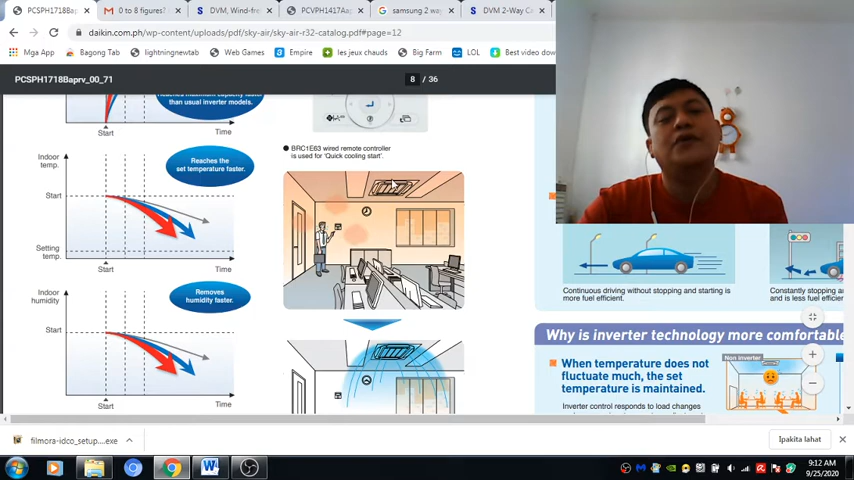 PCSPH1718Bap
0 to 8 figures?
DVM, Wind-fre
PCVPH1417Aap
samsung 2 way
DVM 2-Way C
daikin.com.ph/wp-content/uploads/pdf/sky-air/sky-air-r32-catalog.pdf#page=12
Mga App
Bagong Tab
lightningnewtab
Web Games
Empire
les jeux chauds
Big Farm
LOL
Best video dow
PCSPH1718Baprv_00_71
8 / 36
Reaches maximum capacity faster
than usual inverter models.
Start
Time
Indoor
temp.
Start
Setting
temp.
Start
Time
Reaches the
set temperature faster.
Indoor
humidity
Start
Start
Time
Removes
humidity faster.
BRC1E63 wired remote controller
is used for 'Quick cooling start'.
Continuous driving without stopping and starting is
more fuel efficient.
Constantly stopping a
and is less fuel efficie
Why is inverter technology more comfortable
When temperature does not
fluctuate much, the set
temperature is maintained.
Inverter control responds to load changes
Non inverter
filmora-idco_setup....exe
Ipakita lahat
9:12 AM
9/25/2020